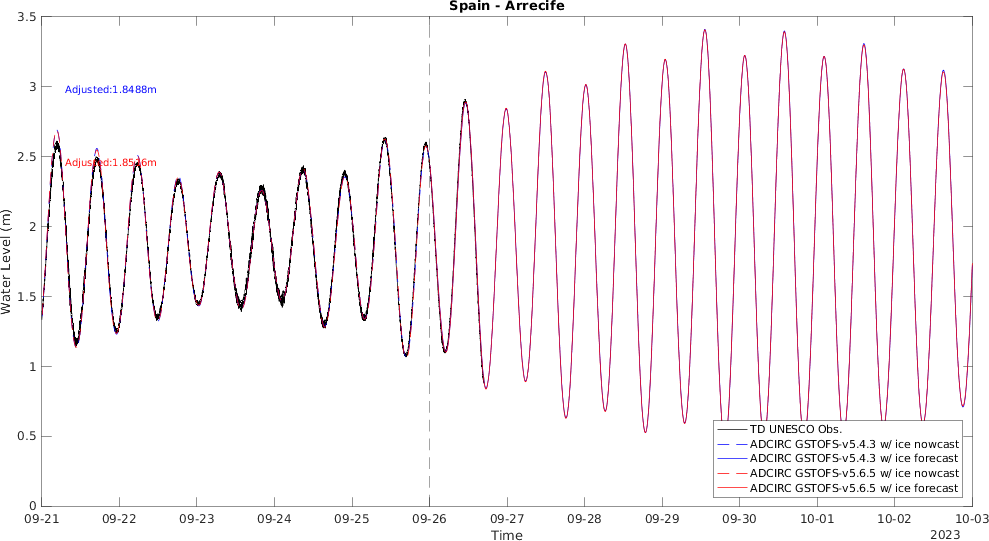 Spain - Arrecife
3.5
3
2.5
2
1.5
1
0.5
0
Water Level (m)
Adjusted:1.8488m
TD UNESCO Obs.
ADCIRC GSTOFS-v5.4.3 w/ ice nowcast
ADCIRC GSTOFS-v5.4.3 w/ ice forecast
ADCIRC GSTOFS-v5.6.5 w/ ice nowcast
ADCIRC GSTOFS-v5.6.5 w/ ice forecast
09-21 09-22 09-23 09-24 09-25 09-26 09-27 09-28 09-29 09-30 10-01 10-02 10-03
Time
2023